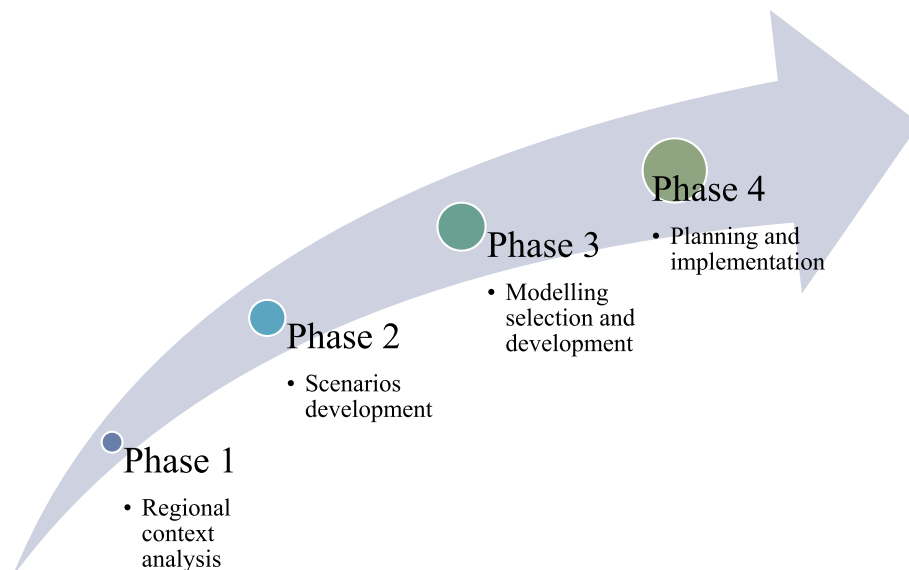 Phase 1
• Regional
context
analysis
Phase 2
• Scenarios
development
Phase 3
• Modelling
selection and
development
Phase 4
• Planning and
implementation